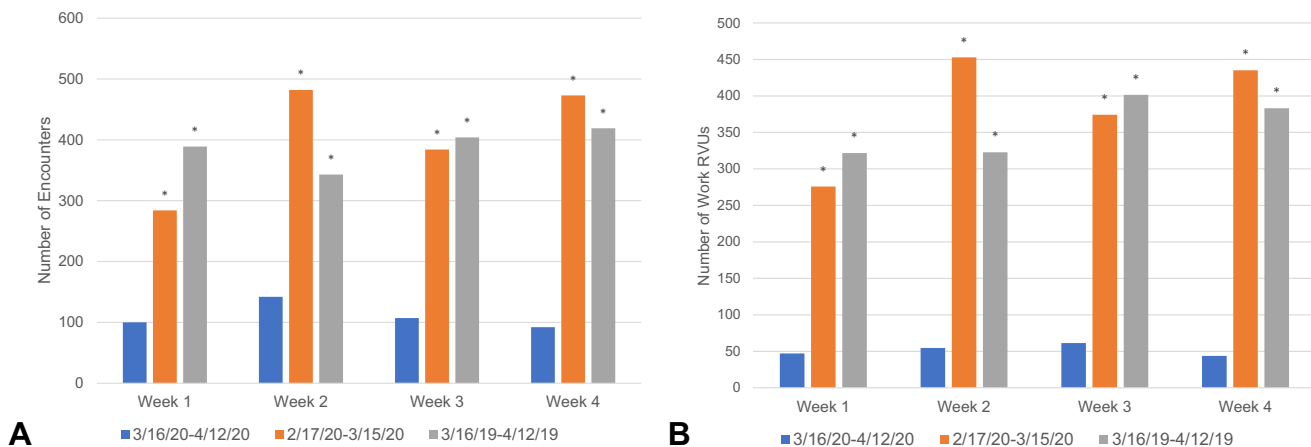 600
500
400
300
200
100
0
Number of Encounters
* * * * * * * *
Week 1 Week 2 Week 3 Week 4
A 3/16/20-4/12/20 2/17/20-3/15/20 3/16/19-4/12/19
500
450
400
350
300
250
200
150
100
50
0
Number of Work RVUs
* * * * * * * *
Week 1 Week 2 Week 3 Week 4
B 3/16/20-4/12/20 2/17/20-3/15/20 3/16/19-4/12/19